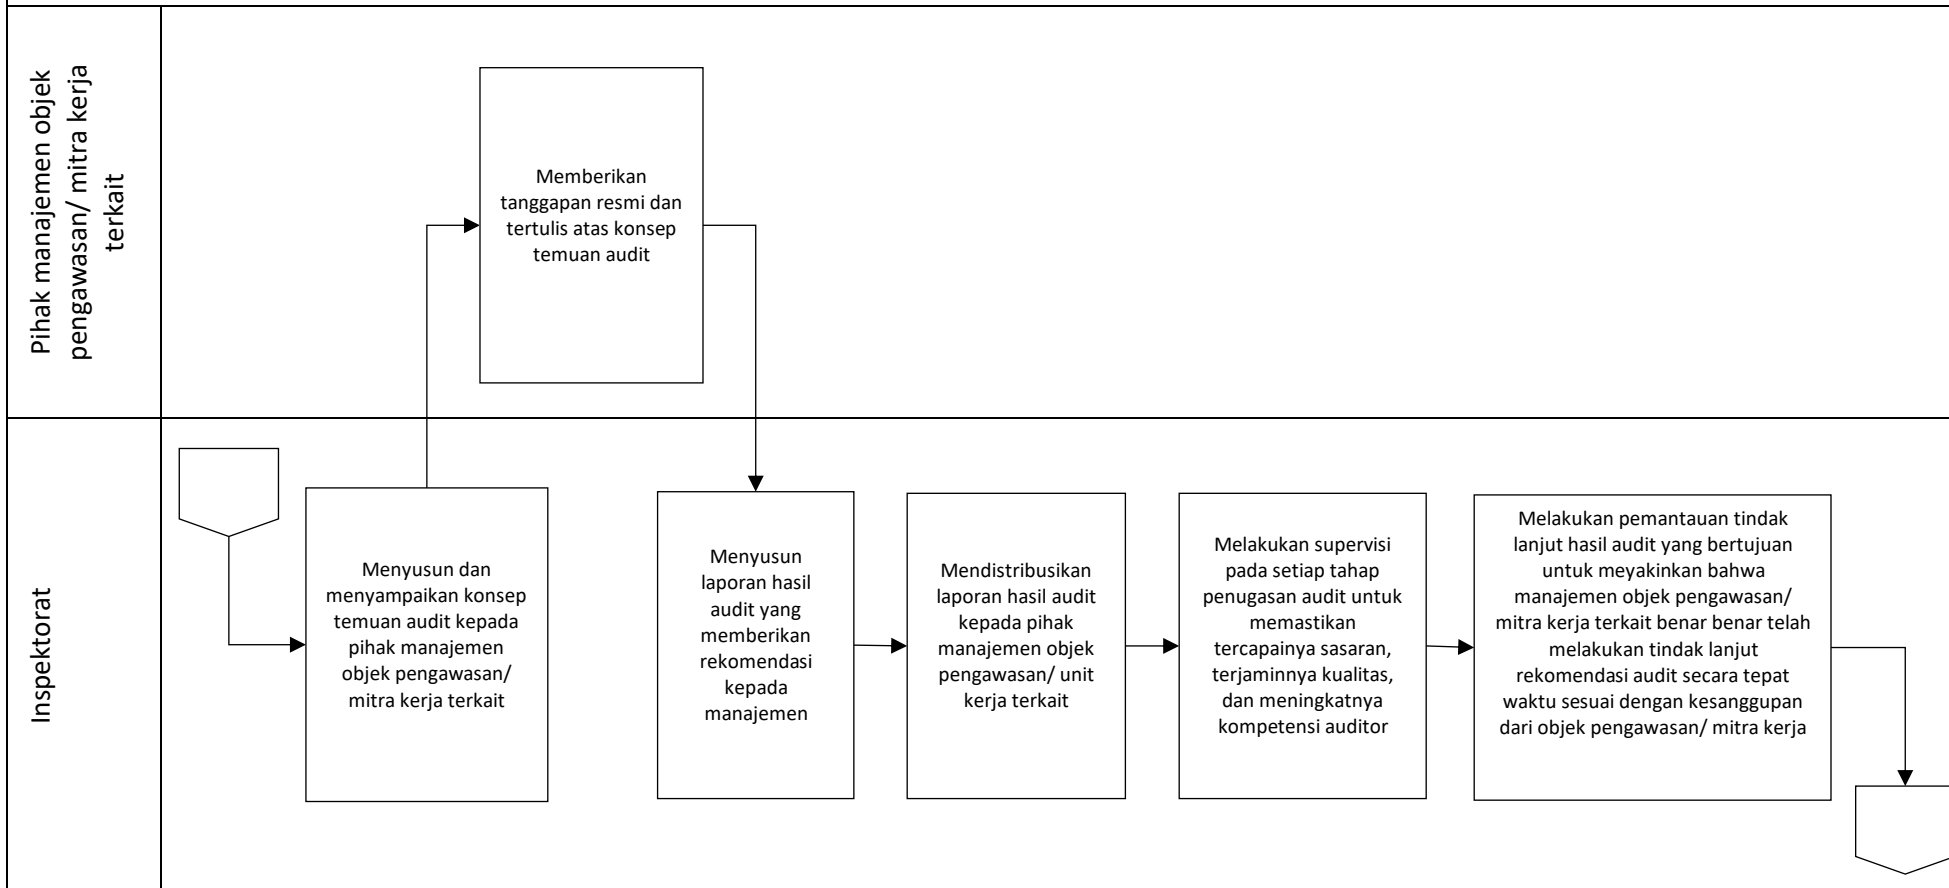 Pihak manajemen objek
pengawasan/ mitra kerja
terkait
Memberikan
tanggapan resmi dan
tertulis atas konsep
temuan audit
Inspektorat
Menyusun dan
menyampaikan konsep
temuan audit kepada
pihak manajemen
objek pengawasan/
mitra kerja terkait
Menyusun
laporan hasil
audit yang
memberikan
rekomendasi
kepada
manajemen
Mendistribusikan
laporan hasil audit
kepada pihak
manajemen objek
pengawasan/ unit
kerja terkait
Melakukan supervisi
pada setiap tahap
penugasan audit untuk
memastikan
tercapainya sasaran,
terjaminnya kualitas,
dan meningkatnya
kompetensi auditor
Melakukan pemantauan tindak
lanjut hasil audit yang bertujuan
untuk meyakinkan bahwa
manajemen objek pengawasan/
mitra kerja terkait benar benar telah
melakukan tindak lanjut
rekomendasi audit secara tepat
waktu sesuai dengan kesanggupan
dari objek pengawasan/ mitra kerja